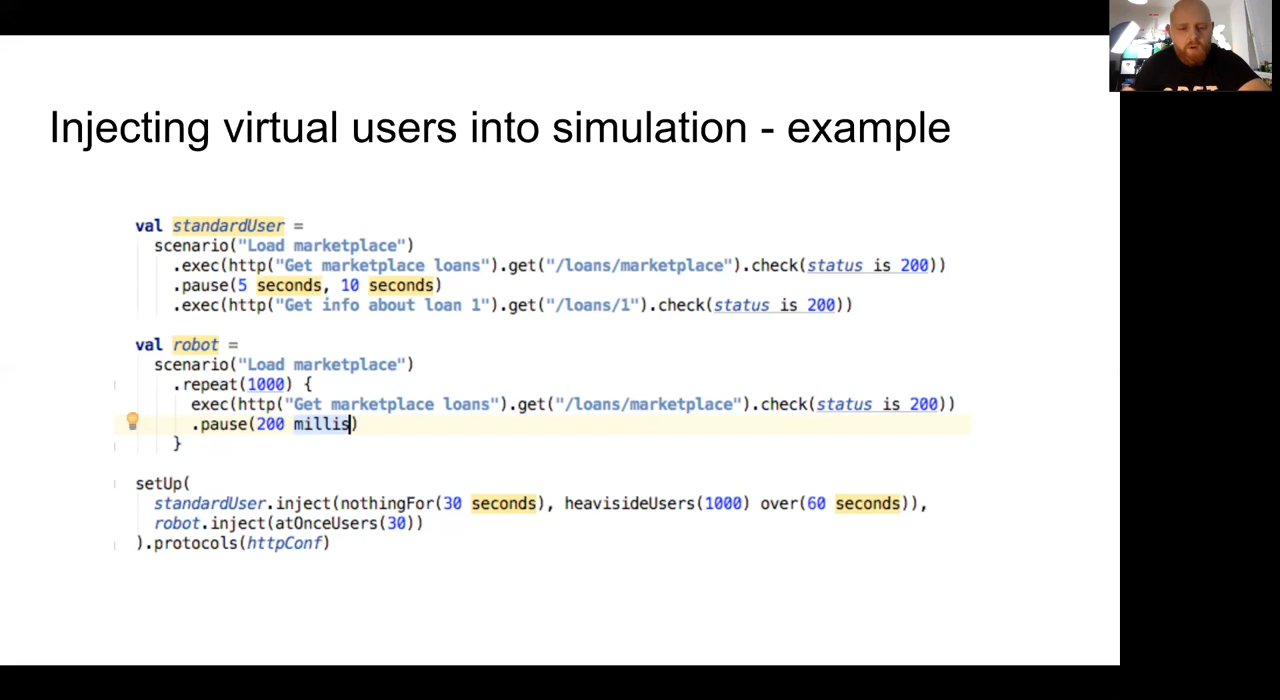 Injecting virtual users into simulation - example
val standardUser =
scenario("Load marketplace")
.exec(http("Get marketplace loans").get("/loans/marketplace").check(status is 200))
.pause(5 seconds, 10 seconds)
.exec(http("Get info about loan 1").get("/loans/1").check(status is 200))
val robot =
scenario("Load marketplace")
.repeat(1000) {
exec(http("Get marketplace loans").get("/loans/marketplace").check(status is 200))
.pause(200 millis)
}
setUp(
standardUser.inject(nothingFor(30 seconds), heavisideUsers(1000) over(60 seconds)),
robot.inject(atOnceUsers(30))
).protocols(httpConf)